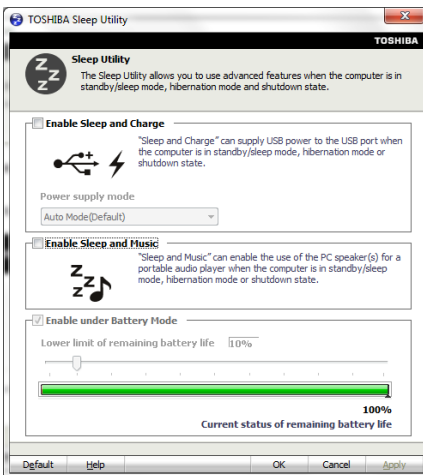 TOSHIBA Sleep Utility
TOSHIBA
Sleep Utility
The Sleep Utility allows you to use advanced features when the computer is in
standby/sleep mode, hibernation mode and shutdown
state.
Enable Sleep and Charge
"Sleep and Charge" can supply USB power to the USB port when
the computer is in standby/sleep mode, hibernation mode or
shutdown state.
Power supply mode
Auto Mode(Default)
Enable Sleep and Music
"Sleep and Music" can enable the use of the PC speaker(s) for a
portable audio player when the computer is in standby/sleep
mode, hibernation mode or shutdown state.
Enable under Battery Mode
Lower limit of remaining battery life 10%
100%
Current status of remaining battery life
Default Help OK Cancel Apply